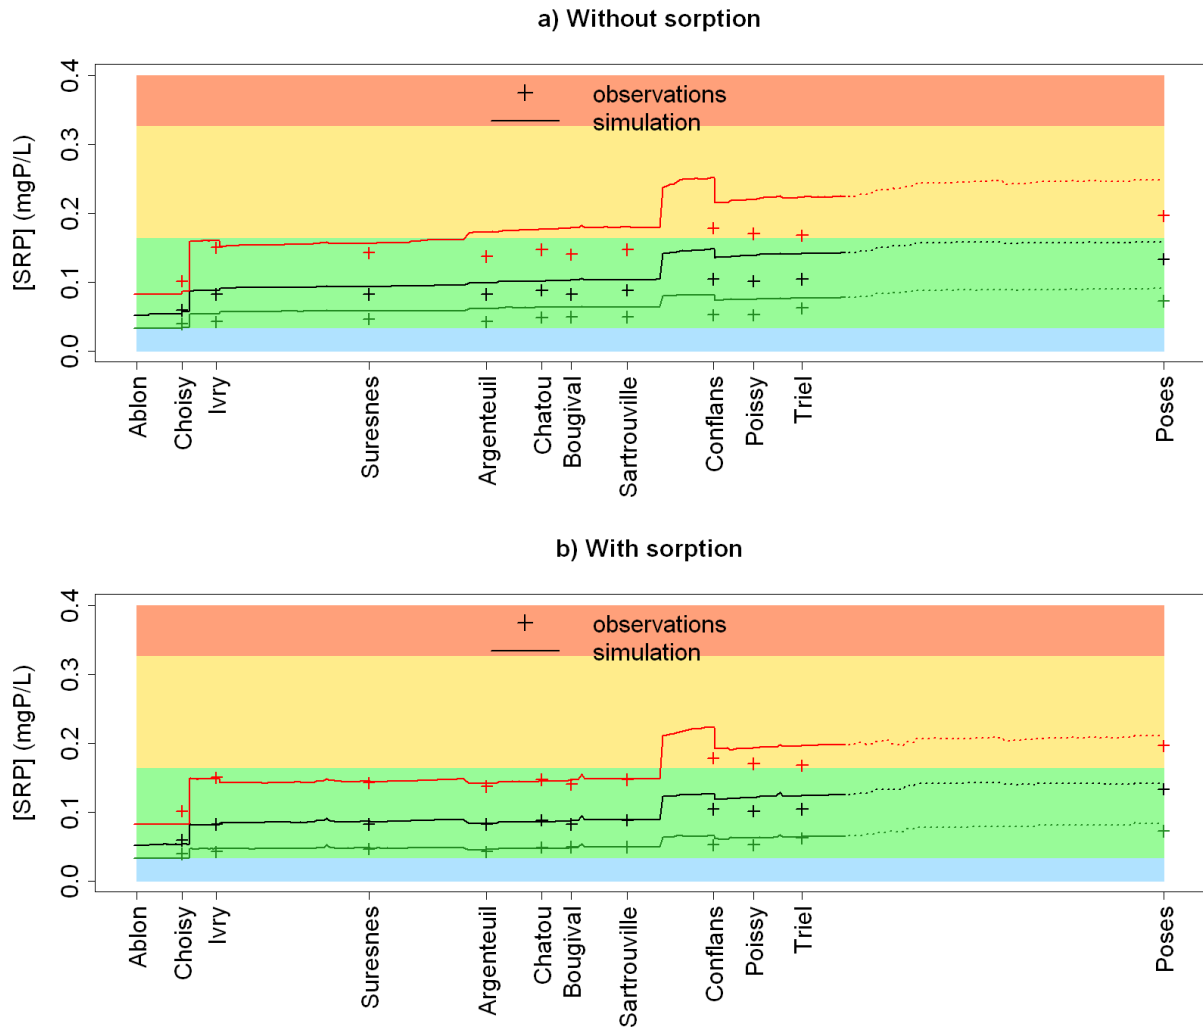 a) Without sorption
[SRP] (mgP/L)
0.4
0.3
0.2
0.1
0.0
observations
simulation
Ablon
Choisy
Ivry
Suresnes
Argenteuil
Chatou
Bougival
Sartrouville
Conflans
Poissy
Triel
Poses
b) With sorption
[SRP] (mgP/L)
0.4
0.3
0.2
0.1
0.0
observations
simulation
Ablon
Choisy
Ivry
Suresnes
Argenteuil
Chatou
Bougival
Sartrouville
Conflans
Poissy
Triel
Poses